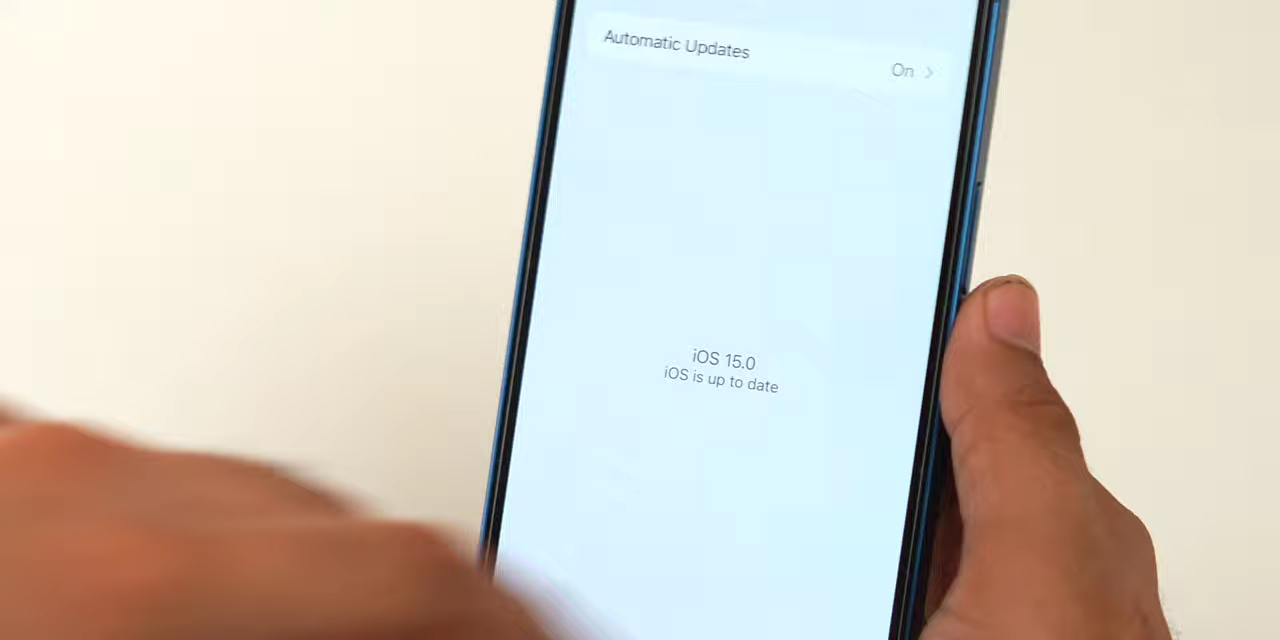 Automatic Updates
On
iOS 15.0
iOS is up to date